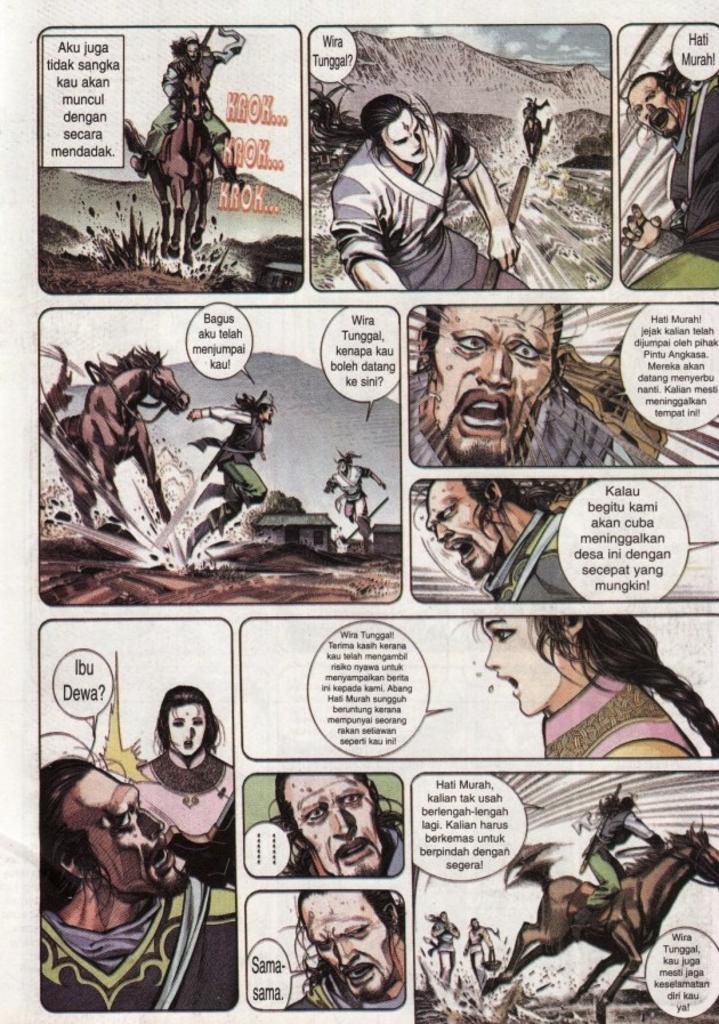 Aku juga
tidak sangka
kau akan
muncul
dengan
secara
mendadak.
KROK...
KROK...
KROK...
Wira
Tunggal?
Hati
Murah!
Bagus
aku telah
menjumpai
kau!
Wira
Tunggal,
kenapa kau
boleh datang
ke sini?
Hati Murah!
jejak kalian telah
dijumpai oleh pihak
Pintu Angkasa.
Mereka akan
datang menyerbu
nanti. Kalian mesti
meninggalkan
tempat ini!
Kalau
begitu kami
akan cuba
meninggalkan
desa ini dengan
secepat yang
mungkin!
Ibu
Dewa?
Wira Tunggal!
Terima kasih kerana
kau telah mengambil
risiko nyawa untuk
menyampaikan berita
ini kepada kami. Abang
Hati Murah sungguh
beruntung kerana
mempunyai seorang
rakan setiawan
seperti kau ini!
......
......
Sama-
sama.
Hati Murah,
kalian tak usah
berlengah-lengah
lagi. Kalian harus
berkemas untuk
berpindah dengan
segera!
Wira
Tunggal,
kau juga
mesti jaga
keselamatan
diri kau
ya!